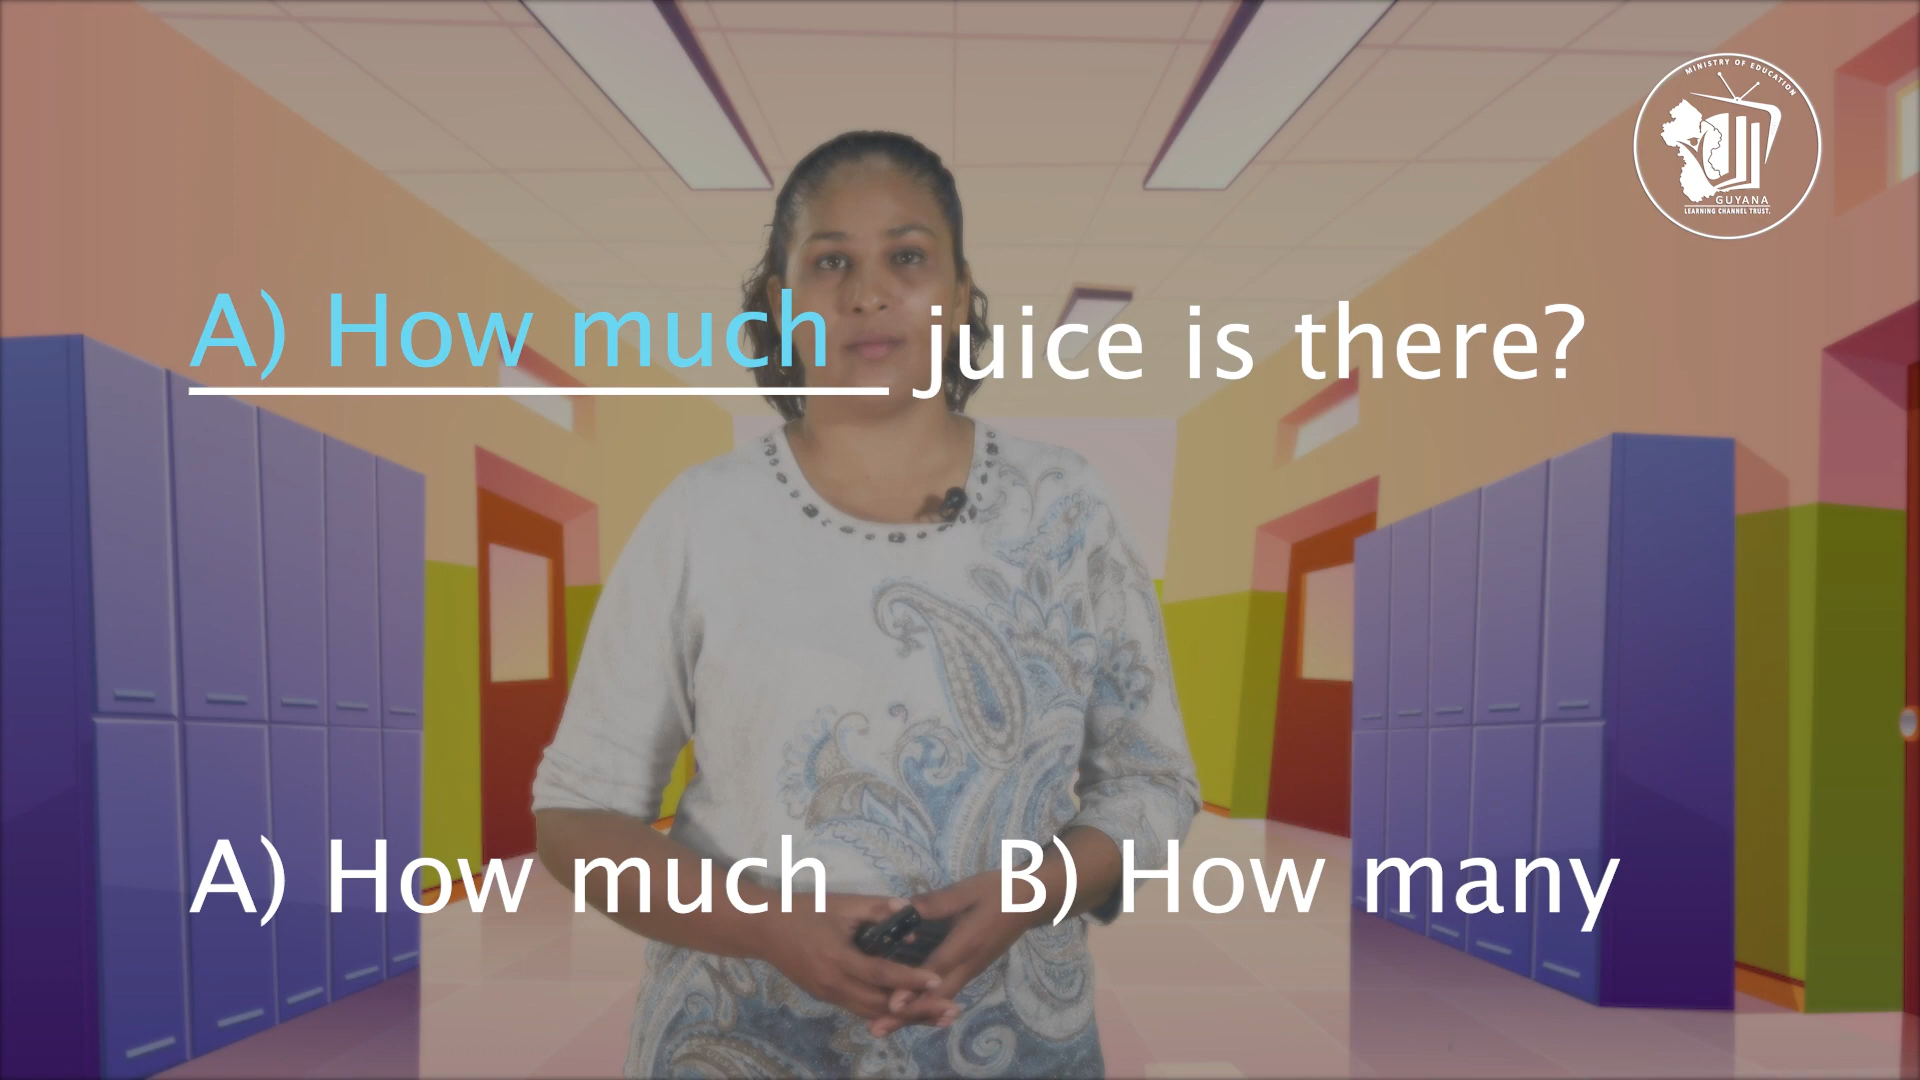 MINISTRY OF EDUCATION
GUYANA
LEARNING CHANNEL TRUST.
A) How much juice is there?
A) How much B) How many